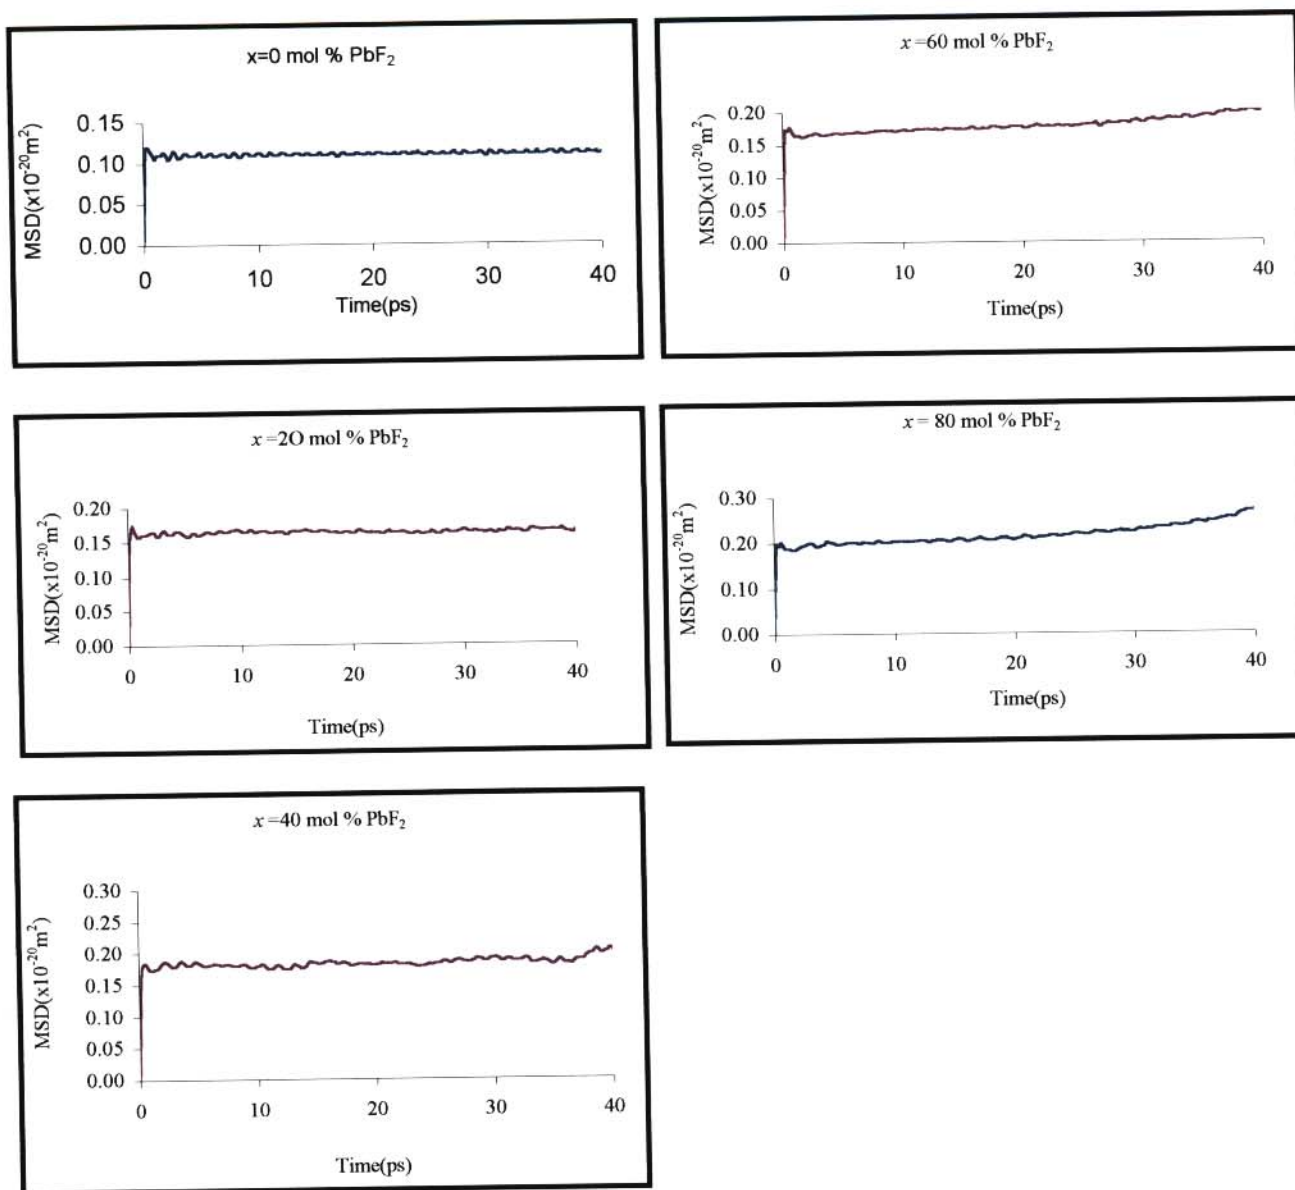 x=0 mol % PbF₂
MSD(x10⁻²⁰m²)
0.15
0.10
0.05
0.00
0 10 20 30 40
Time(ps)
x =60 mol % PbF₂
MSD(x10⁻²⁰m²)
0.20
0.15
0.10
0.05
0.00
0 10 20 30 40
Time(ps)
x =2O mol % PbF₂
MSD(x10⁻²⁰m²)
0.20
0.15
0.10
0.05
0.00
0 10 20 30 40
Time(ps)
x = 80 mol % PbF₂
MSD(x10⁻²⁰m²)
0.30
0.20
0.10
0.00
0 10 20 30 40
Time(ps)
x =40 mol % PbF₂
MSD(x10⁻²⁰m²)
0.30
0.25
0.20
0.15
0.10
0.05
0.00
0 10 20 30 40
Time(ps)